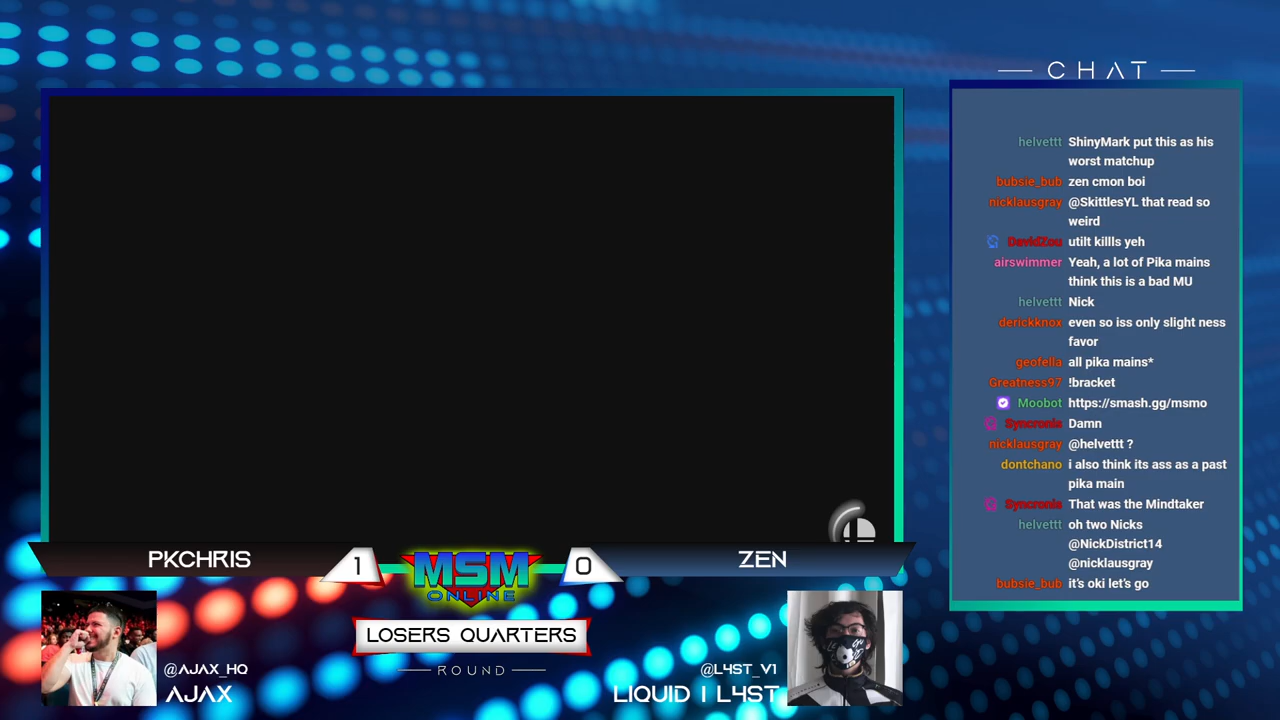 CHAT
helvettt ShinyMark put this as his
worst matchup
bubsie_bub zen cmon boi
nicklausgray @SkittlesYL that read so
weird
DavidZou utilt killls yeh
airswimmer Yeah, a lot of Pika mains
think this is a bad MU
helvettt Nick
derickknox even so iss only slight ness
favor
geofella all pika mains*
Greatness97 !bracket
Moobot https://smash.gg/msmo
Syncronis Damn
nicklausgray @helvettt ?
dontchano i also think its ass as a past
pika main
Syncronis That was the Mindtaker
helvettt oh two Nicks
@NickDistrict14
@nicklausgray
bubsie_bub it's oki let's go
PKCHRIS 1 MSM 0 ZEN
ONLINE
LOSERS QUARTERS
ROUND
@AJAX_HQ
AJAX
@L4ST_V1
LIQUID | L4ST